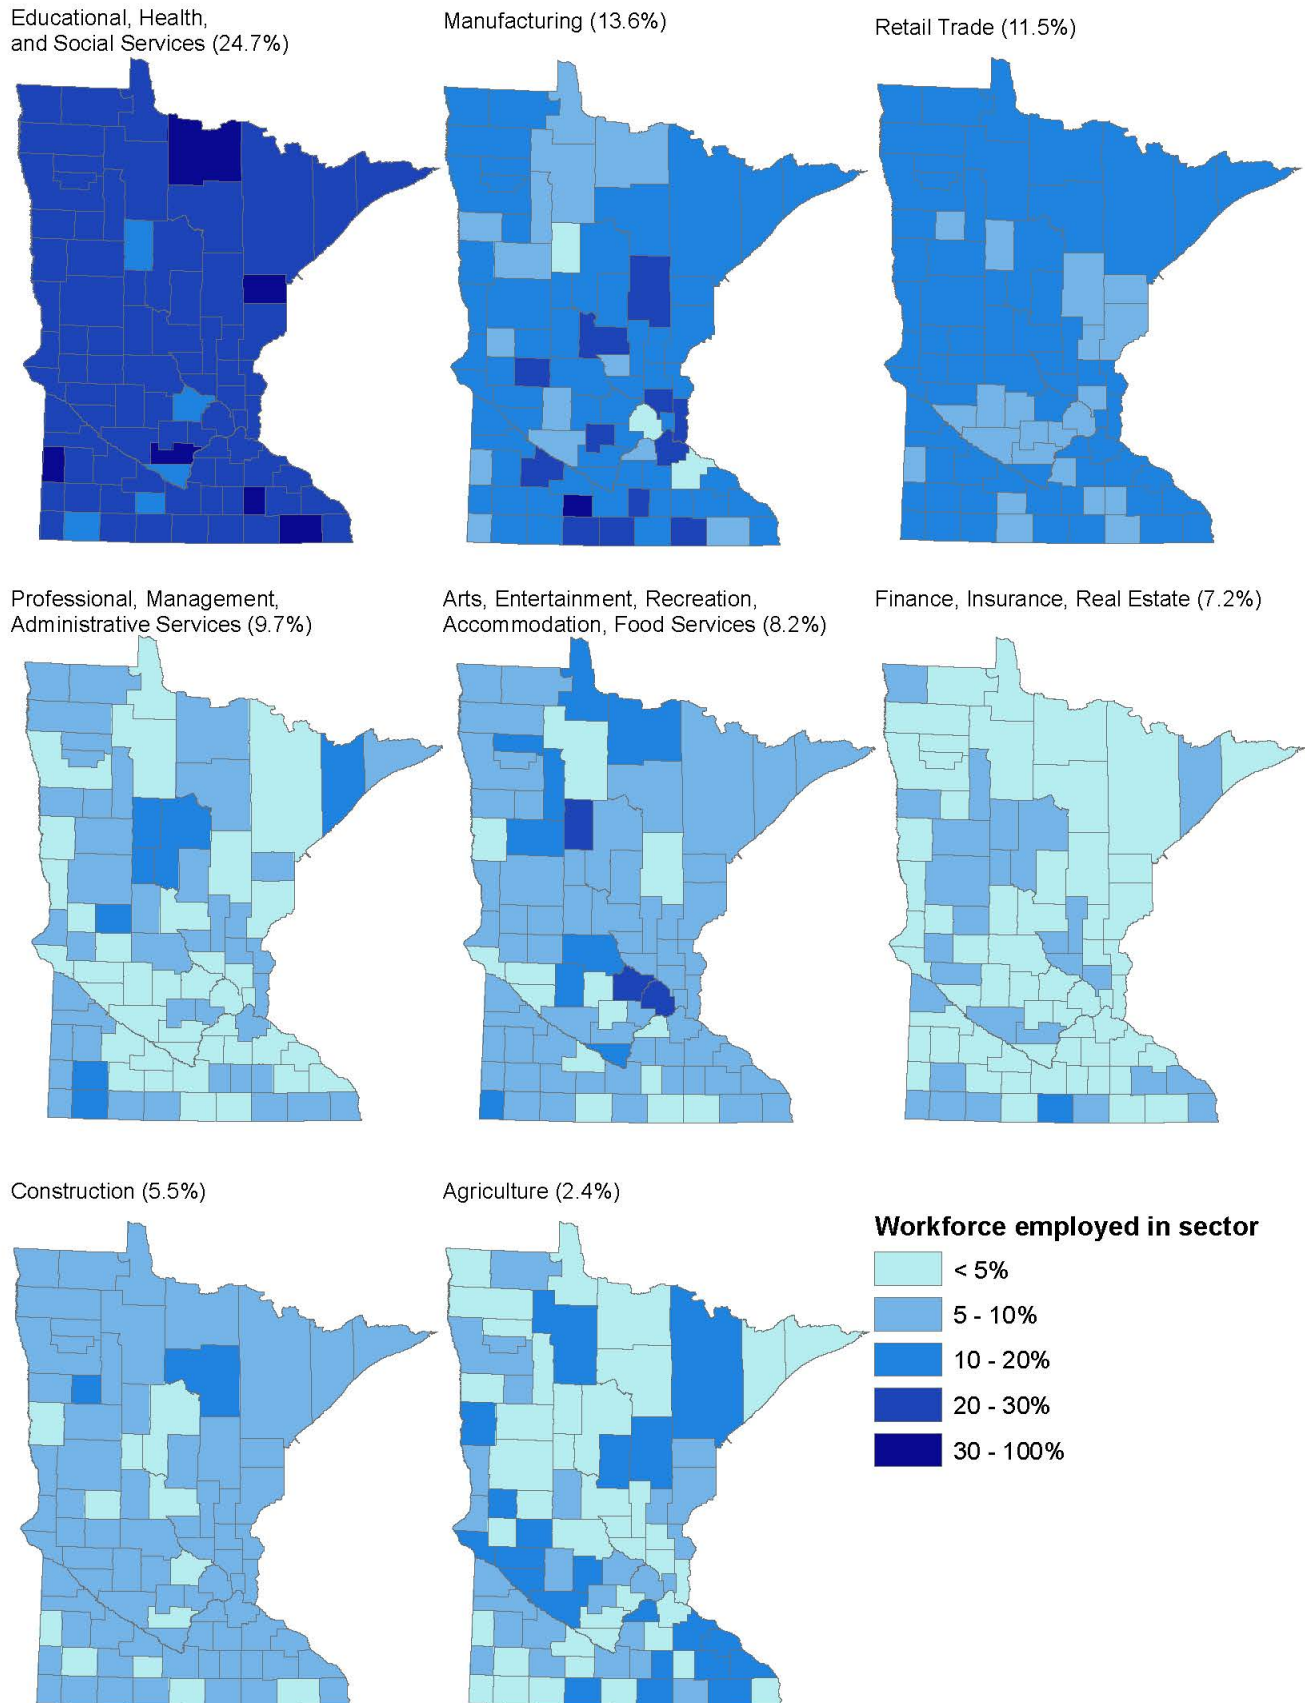 Educational, Health,
and Social Services (24.7%)
Manufacturing (13.6%)
Retail Trade (11.5%)
Professional, Management,
Administrative Services (9.7%)
Arts, Entertainment, Recreation,
Accommodation, Food Services (8.2%)
Finance, Insurance, Real Estate (7.2%)
Construction (5.5%)
Agriculture (2.4%)
Workforce employed in sector
< 5%
5 - 10%
10 - 20%
20 - 30%
30 - 100%